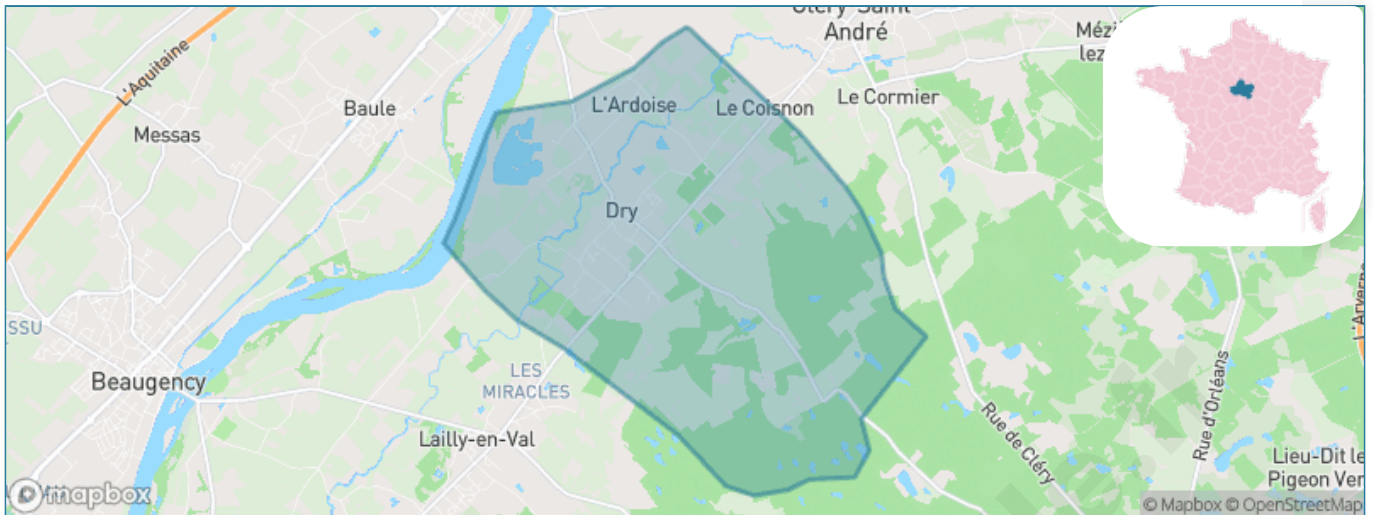 Cléry-Saint-
André
Mézi
lez
L'Aquitaine
Baule
L'Ardoise
Le Coisnon
Le Cormier
Messas
Dry
SSU
LES
MIRACLES
Beaugency
Lailly-en-Val
Rue de Cléry
Rue d'Orléans
L'Arverne
Lieu-Dit le
Pigeon Ver
mapbox
© Mapbox © OpenStreetMap